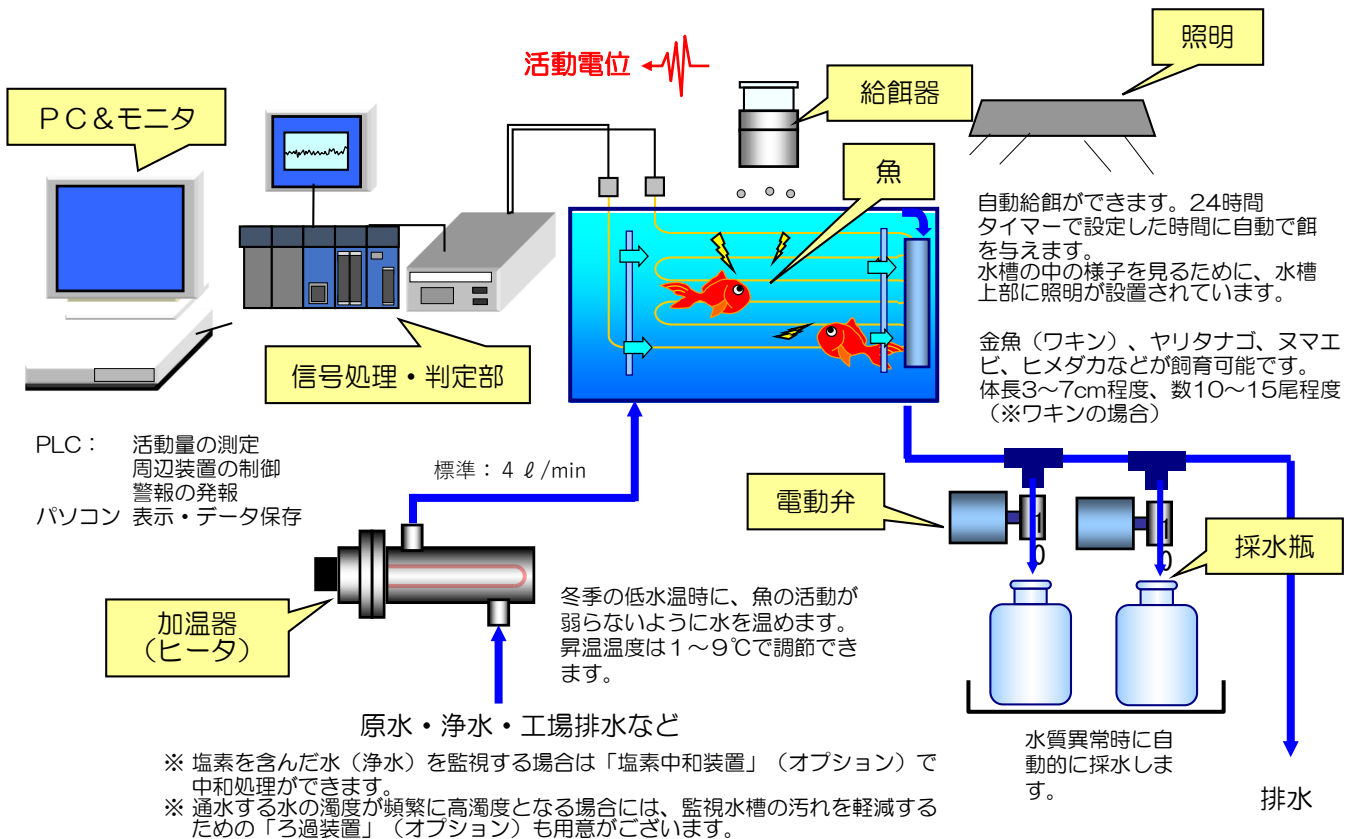 活動電位
照明
給餌器
PC&モニタ
魚
自動給餌ができます。24時間
タイマーで設定した時間に自動で餌
を与えます。
水槽の中の様子を見るために、水槽
上部に照明が設置されています。
金魚（ワキン）、ヤリタナゴ、ヌマエ
ビ、ヒメダカなどが飼育可能です。
体長3～7cm程度、数10～15尾程度
（※ワキンの場合）
信号処理・判定部
PLC： 活動量の測定
周辺装置の制御
警報の発報
パソコン 表示・データ保存
標準：４ℓ/min
電動弁
1
0
1
0
採水瓶
加温器
（ヒータ）
冬季の低水温時に、魚の活動が
弱らないように水を温めます。
昇温温度は１～９℃で調節でき
ます。
原水・浄水・工場排水など
水質異常時に自
動的に採水しま
す。
排水
※ 塩素を含んだ水（浄水）を監視する場合は「塩素中和装置」（オプション）で
中和処理ができます。
※ 通水する水の濁度が頻繁に高濁度となる場合には、監視水槽の汚れを軽減する
ための「ろ過装置」（オプション）も用意がございます。